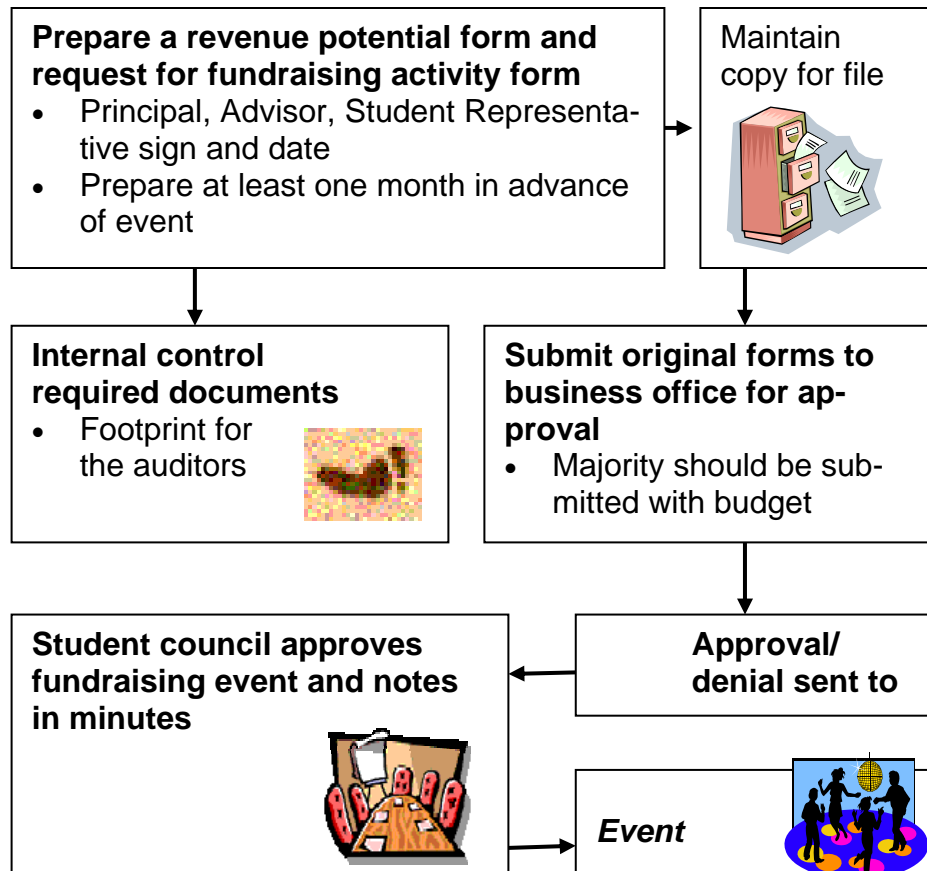 Prepare a revenue potential form and
request for fundraising activity form
• Principal, Advisor, Student Representa-
tive sign and date
• Prepare at least one month in advance
of event
Maintain
copy for file
Internal control
required documents
• Footprint for
the auditors
Submit original forms to
business office for ap-
proval
• Majority should be sub-
mitted with budget
Approval/
denial sent to
Student council approves
fundraising event and notes
in minutes
Event